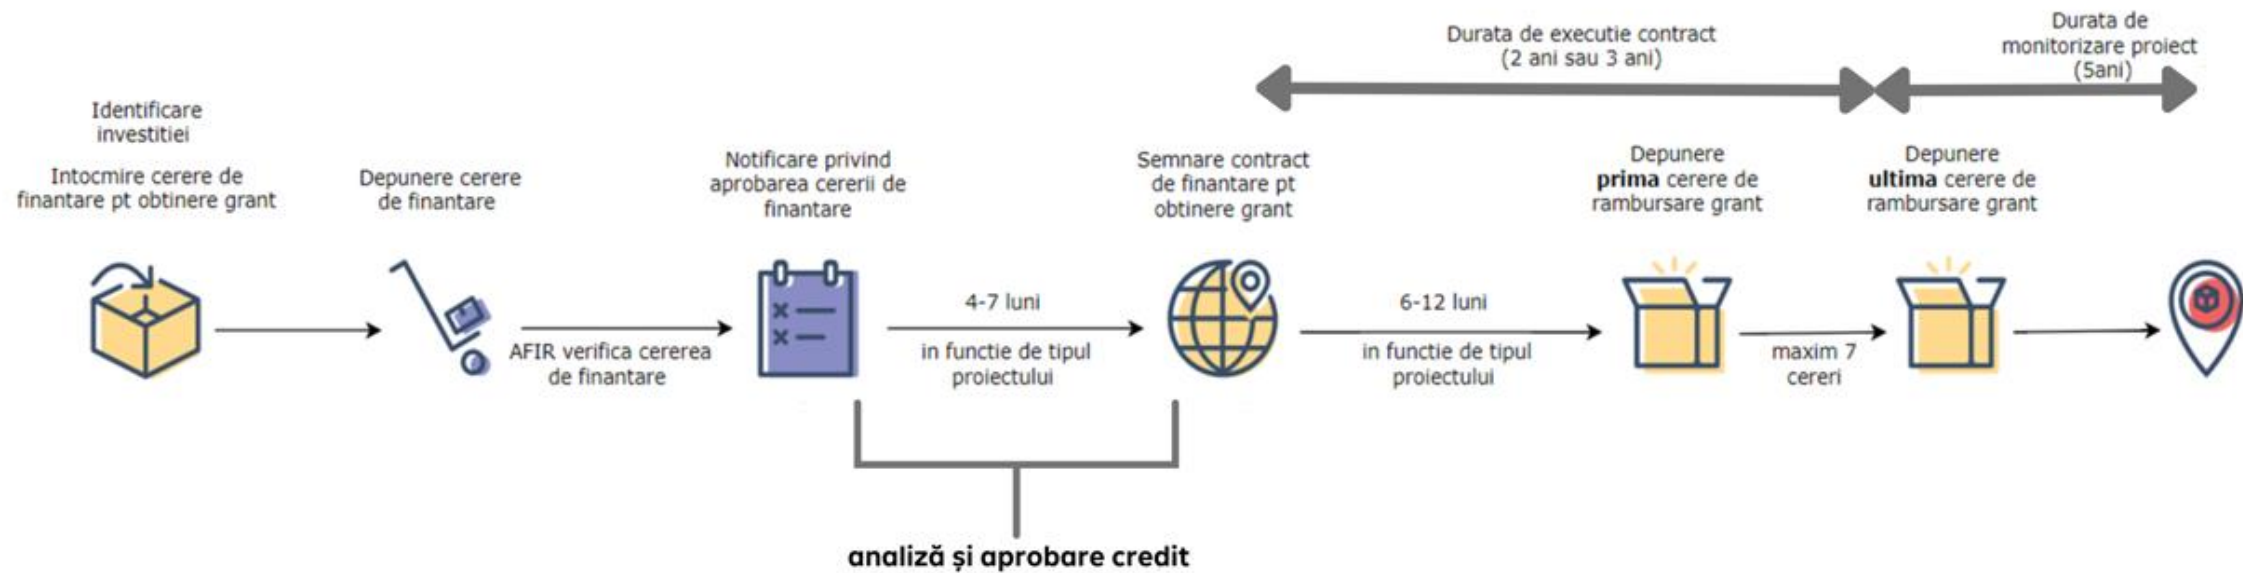 Durata de executie contract
(2 ani sau 3 ani)
Durata de
monitorizare proiect
(5ani)
Identificare
investitiei
Intocmire cerere de
finantare pt obtinere grant
Depunere cerere
de finantare
Notificare privind
aprobarea cererii de
finantare
Semnare contract
de finantare pt
obtinere grant
Depunere
prima cerere de
rambursare grant
Depunere
ultima cerere de
rambursare grant
AFIR verifica cererea
de finantare
4-7 luni
in functie de tipul
proiectului
6-12 luni
in functie de tipul
proiectului
maxim 7
cereri
analiză și aprobare credit